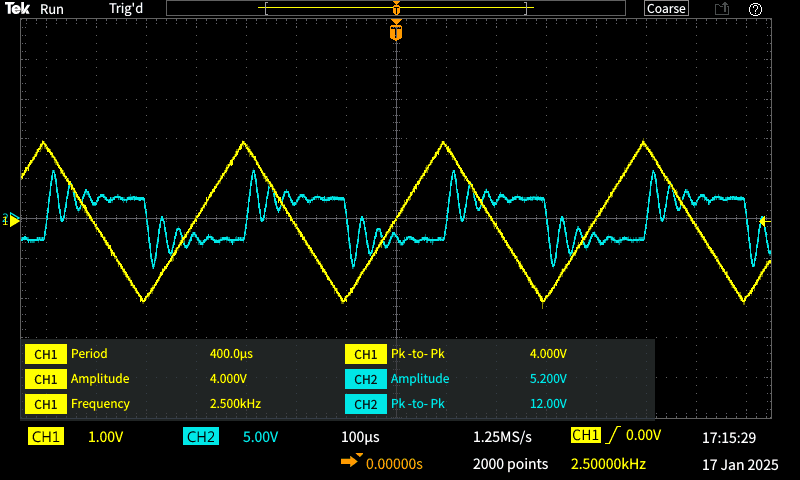 Tek Run Trig'd T Coarse ?
T
2
CH1 Period 400.0µs CH1 Pk -to- Pk 4.000V
CH1 Amplitude 4.000V CH2 Amplitude 5.200V
CH1 Frequency 2.500kHz CH2 Pk -to- Pk 12.00V
CH1 1.00V CH2 5.00V 100µs 1.25MS/s CH1 0.00V 17:15:29
0.00000s 2000 points 2.50000kHz 17 Jan 2025